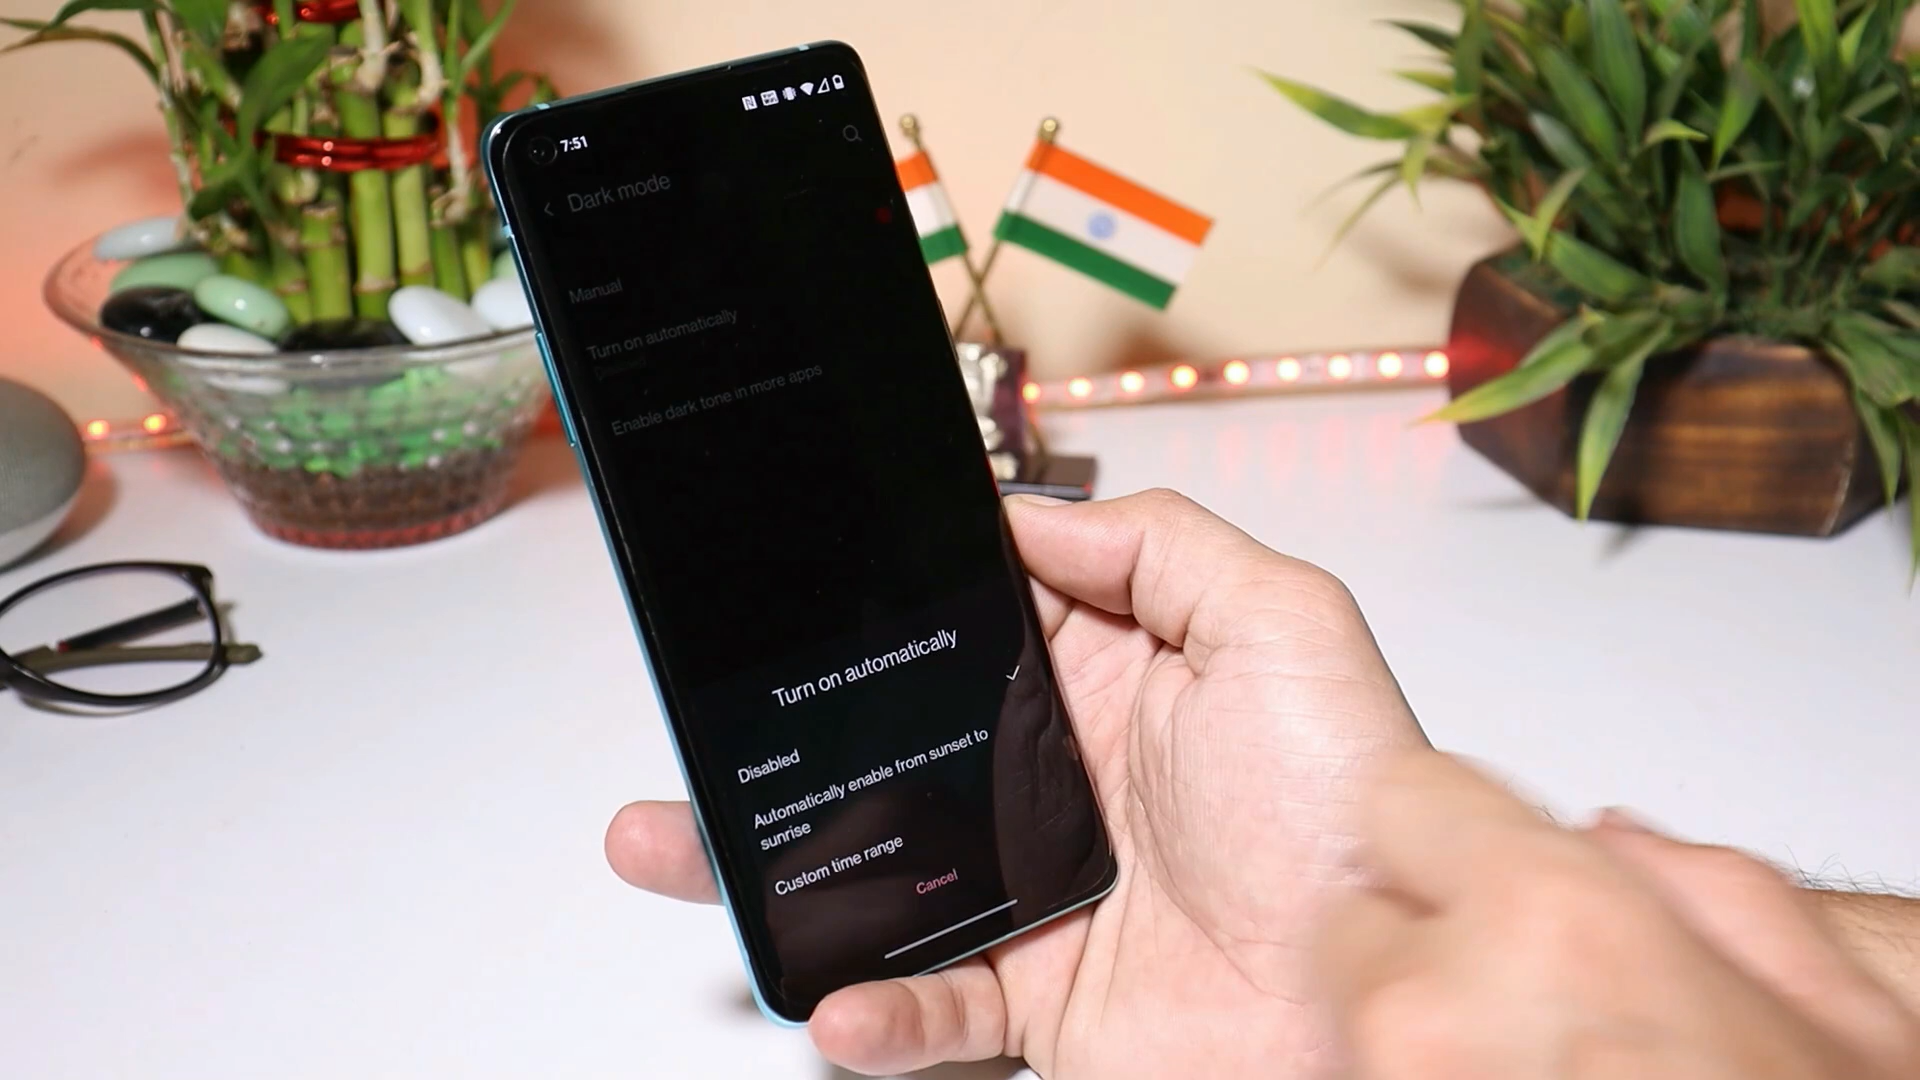 7:51
Dark mode
Manual
Turn on automatically
Disabled
Enable dark tone in more apps
Turn on automatically
Disabled
Automatically enable from sunset to
sunrise
Custom time range
Cancel